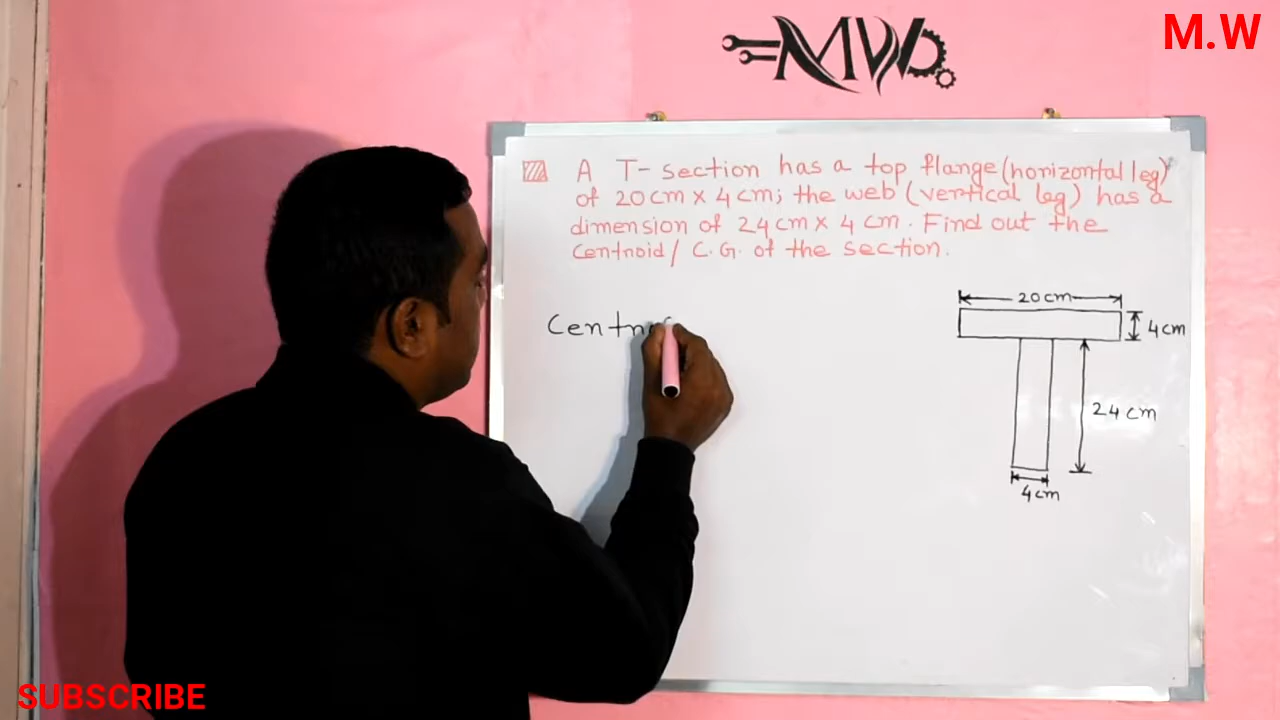 MWD
M.W
A T-section has a top flange (horizontal leg)
of 20 cm x 4 cm; the web (vertical leg) has a
dimension of 24 cm x 4 cm. Find out the
Centroid / C.G. of the section.
20 cm
4 cm
Centro
24 cm
4 cm
SUBSCRIBE